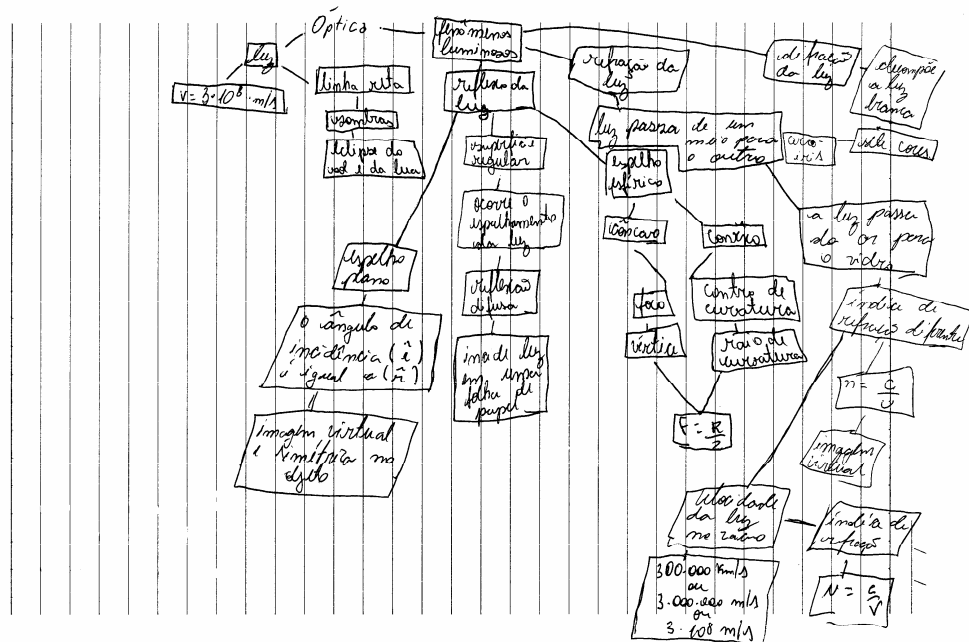 Óptica
luz
v = 3·10⁸ m/s
linha reta
sombras
eclipse do
sol e da lua
fenômenos
luminosos
reflexo da
luz
espelho
plano
o ângulo de
incidência (î)
é igual ao (r̂)
imagem virtual
e simétrica no
objeto
superfície
regular
ocorre o
espalhamento
da luz
reflexão
difusa
incide luz
em uma
folha de
papel
espelho
esférico
côncavo
foco
vértice
convexo
centro de
curvatura
raio de
curvatura
F = R/2
refração da
luz
luz passa de um
meio para
o outro
a luz passa
do ar para
o vidro
índice de
refração diferente
n = c/v
imagem
virtual
velocidade
da luz
no vácuo
300.000 Km/s
ou
3.000.000 m/s
ou
3·10⁸ m/s
índice de
refração
N = c/v
difração
da luz
decompõe
a luz
branca
arco-
íris
sete cores